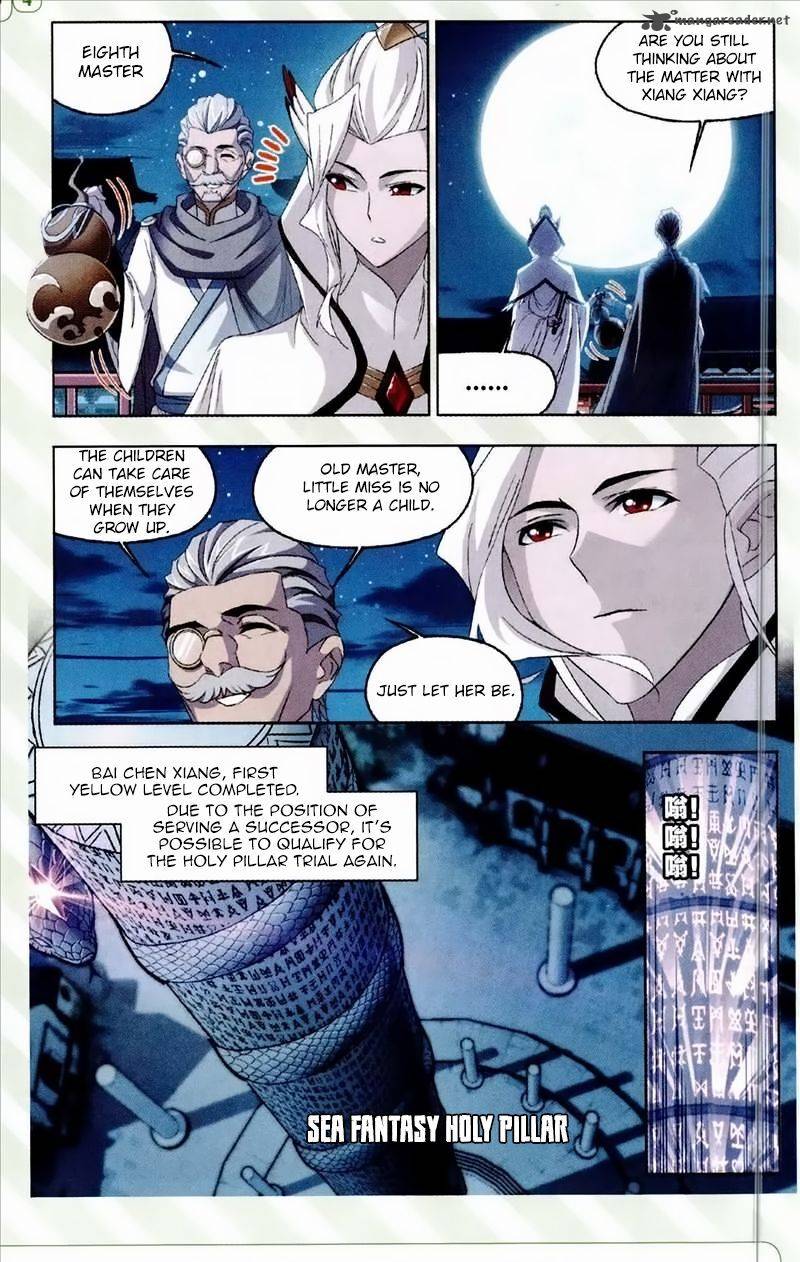 4
mangareader.net
EIGHTH
MASTER
ARE YOU STILL
THINKING ABOUT
THE MATTER WITH
XIANG XIANG?
......
THE CHILDREN
CAN TAKE CARE
OF THEMSELVES
WHEN THEY
GROW UP.
OLD MASTER,
LITTLE MISS IS NO
LONGER A CHILD.
JUST LET HER BE.
BAI CHEN XIANG, FIRST
YELLOW LEVEL COMPLETED.
DUE TO THE POSITION OF
SERVING A SUCCESSOR, IT'S
POSSIBLE TO QUALIFY FOR
THE HOLY PILLAR TRIAL AGAIN.
嗡!
嗡!
嗡!
SEA FANTASY HOLY PILLAR